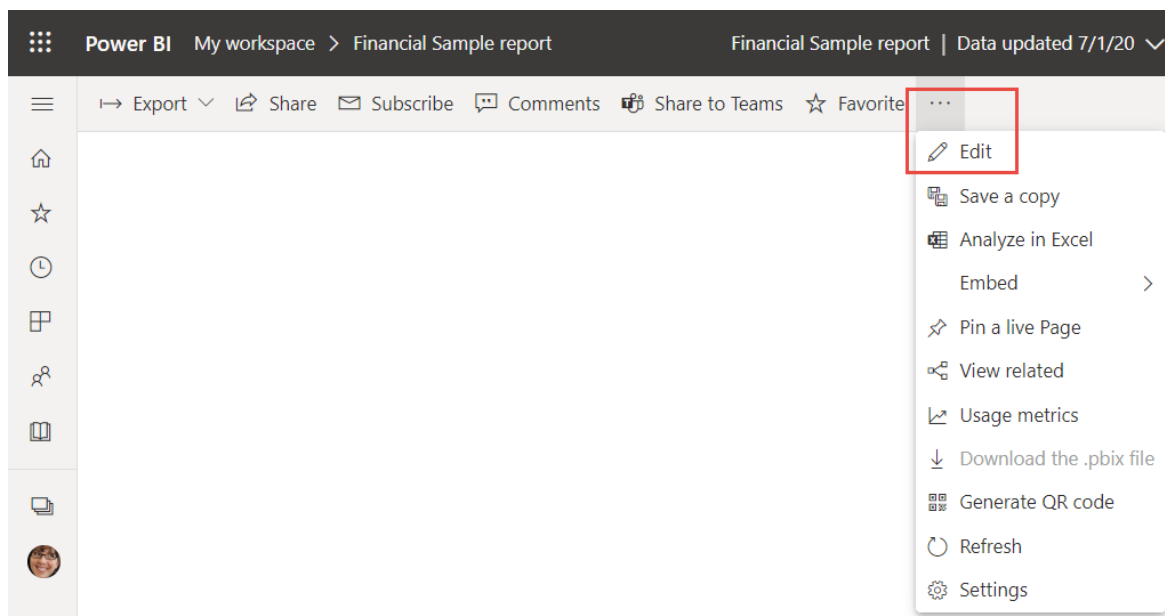 Power BI My workspace > Financial Sample report Financial Sample report | Data updated 7/1/20
Export Share Subscribe Comments Share to Teams Favorite ...
Edit
Save a copy
Analyze in Excel
Embed
Pin a live Page
View related
Usage metrics
Download the .pbix file
Generate QR code
Refresh
Settings